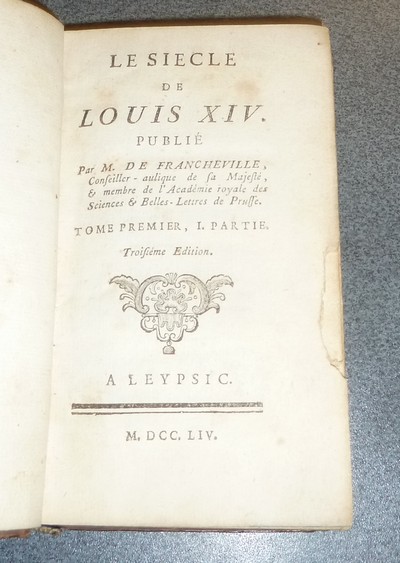 LE SIECLE
DE
LOUIS XIV.
PUBLIÉ
Par M. DE FRANCHEVILLE,
Conſeiller-aulique de ſa Majeſté,
& membre de l'Académie royale des
Sciences & Belles-Lettres de Pruſſe.
TOME PREMIER, I. PARTIE.
Troiſiéme Edition.
A LEYPSIC.
M. DCC. LIV.